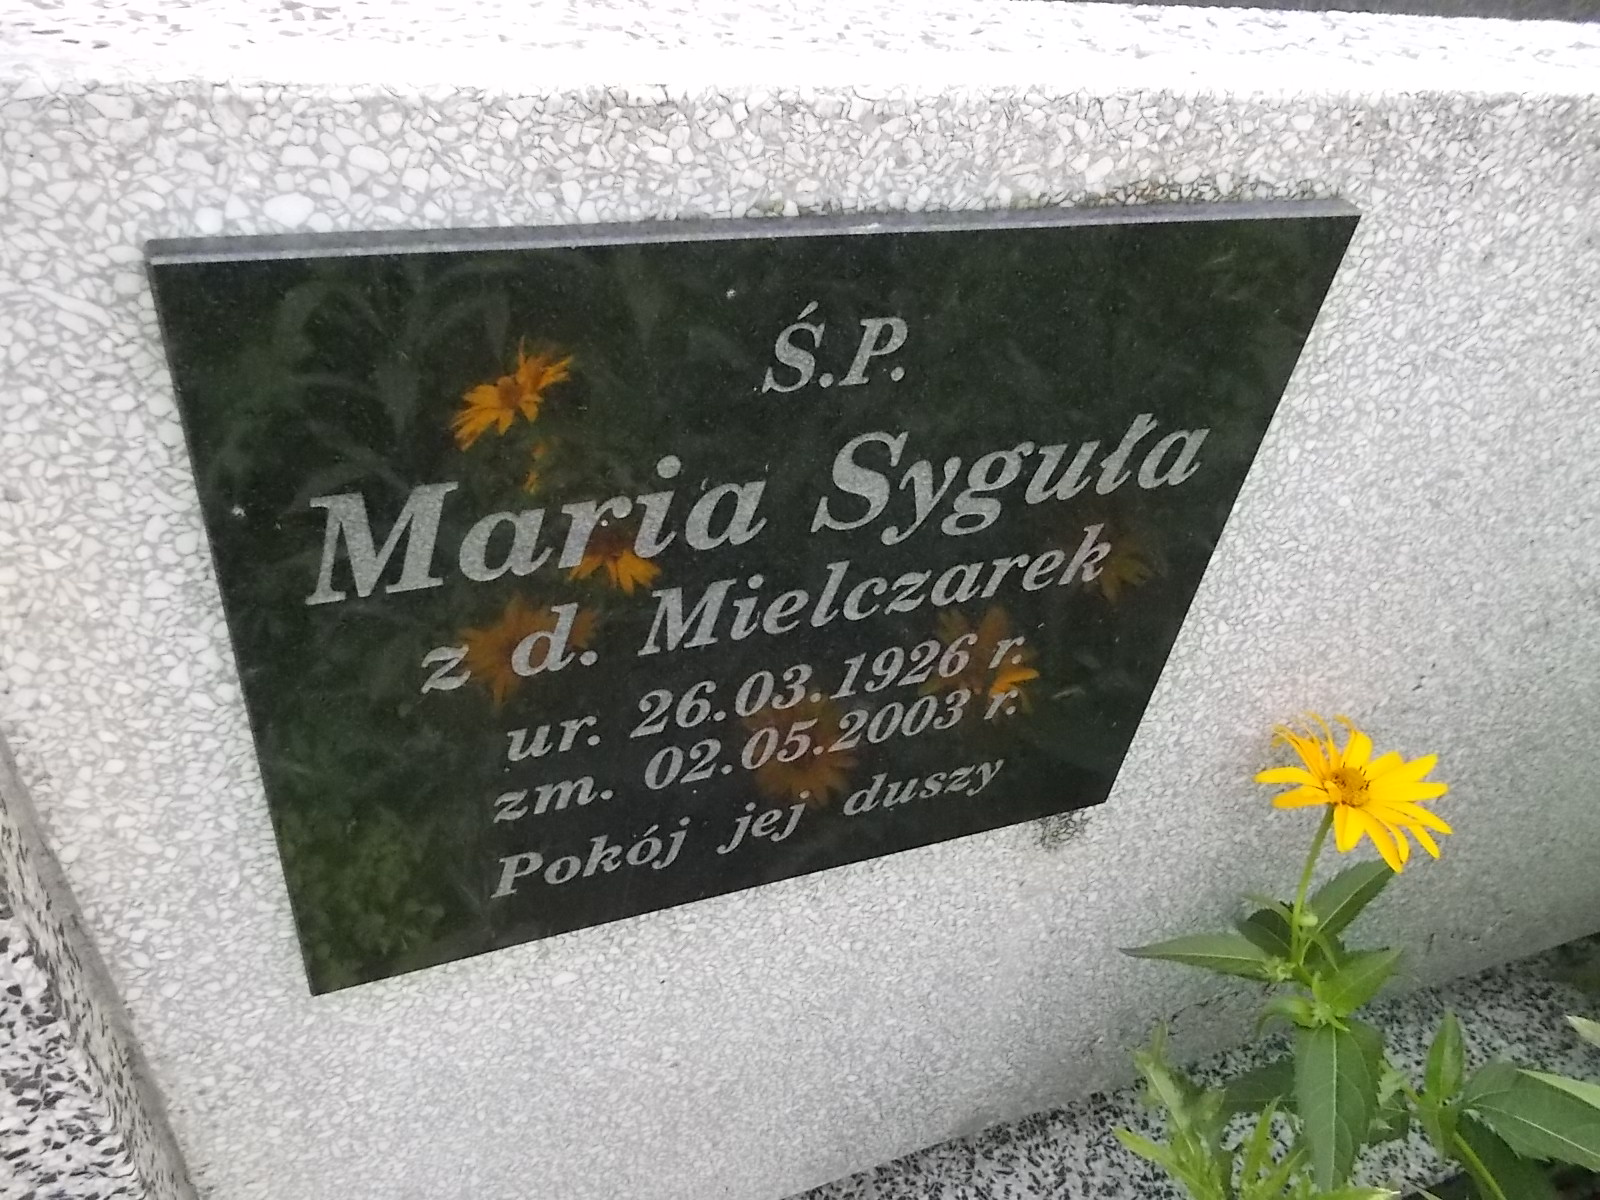 Ś.P.
Maria Syguła
z d. Mielczarek
ur. 26.03.1926 r.
zm. 02.05.2003 r.
Pokój jej duszy